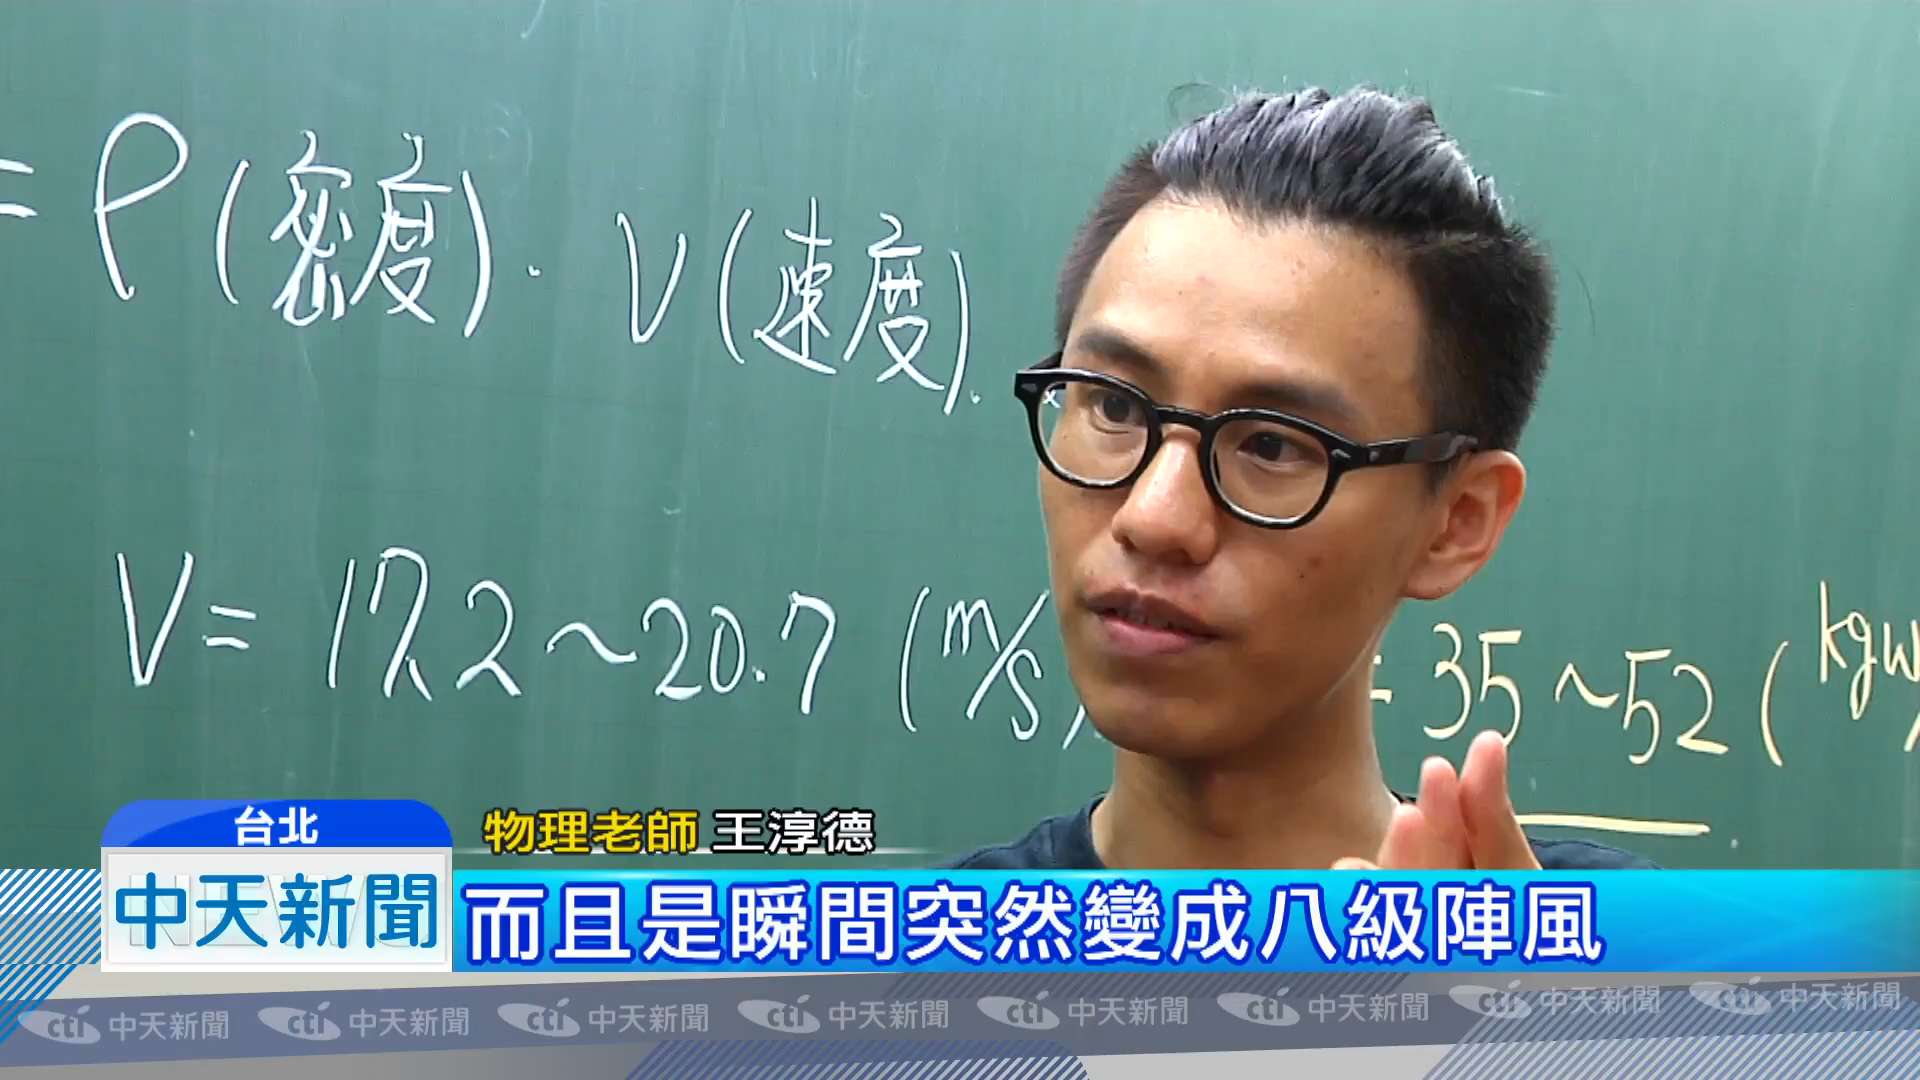 = ρ (密度) . V (速度) .
V = 17.2 ~ 20.7 (m/s)
= 35 ~ 52 (kgw)
台北
中天新聞
物理老師 王淳德
而且是瞬間突然變成八級陣風
cti 中天新聞 cti 中天新聞 cti 中天新聞 cti 中天新聞 cti 中天新聞 cti 中天新聞 cti 中天新聞 cti 中天新聞